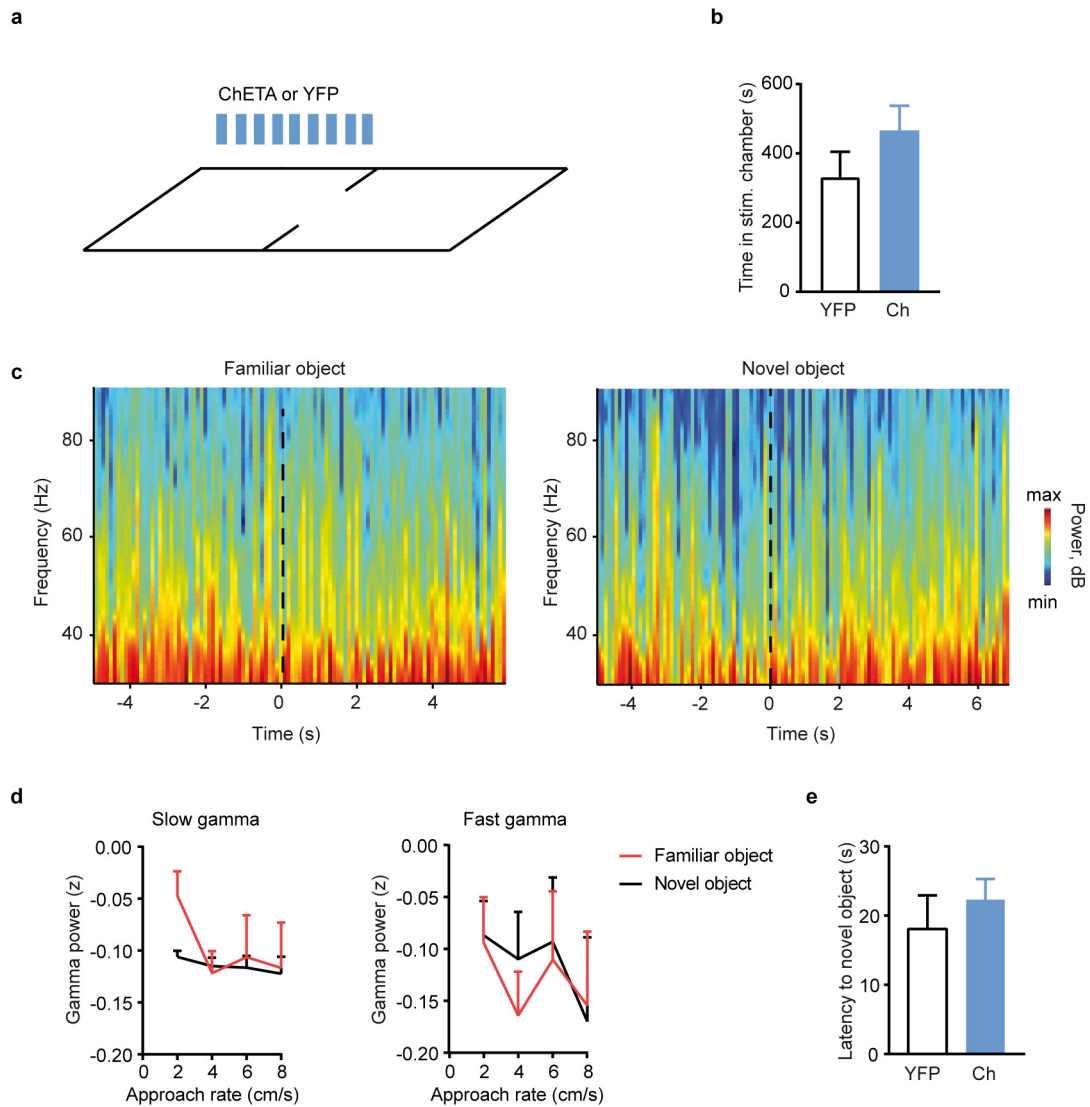 a
ChETA or YFP
b
Time in stim. chamber (s)
600
400
200
0
YFP Ch
c
Familiar object
Frequency (Hz)
80
60
40
-4 -2 0 2 4
Time (s)
Novel object
Frequency (Hz)
80
60
40
-4 -2 0 2 4 6
Time (s)
max
min
Power, dB
d
Slow gamma
Gamma power (z)
0.00
-0.05
-0.10
-0.15
-0.20
0 2 4 6 8
Approach rate (cm/s)
Fast gamma
Gamma power (z)
0.00
-0.05
-0.10
-0.15
-0.20
0 2 4 6 8
Approach rate (cm/s)
Familiar object
Novel object
e
Latency to novel object (s)
30
20
10
0
YFP Ch